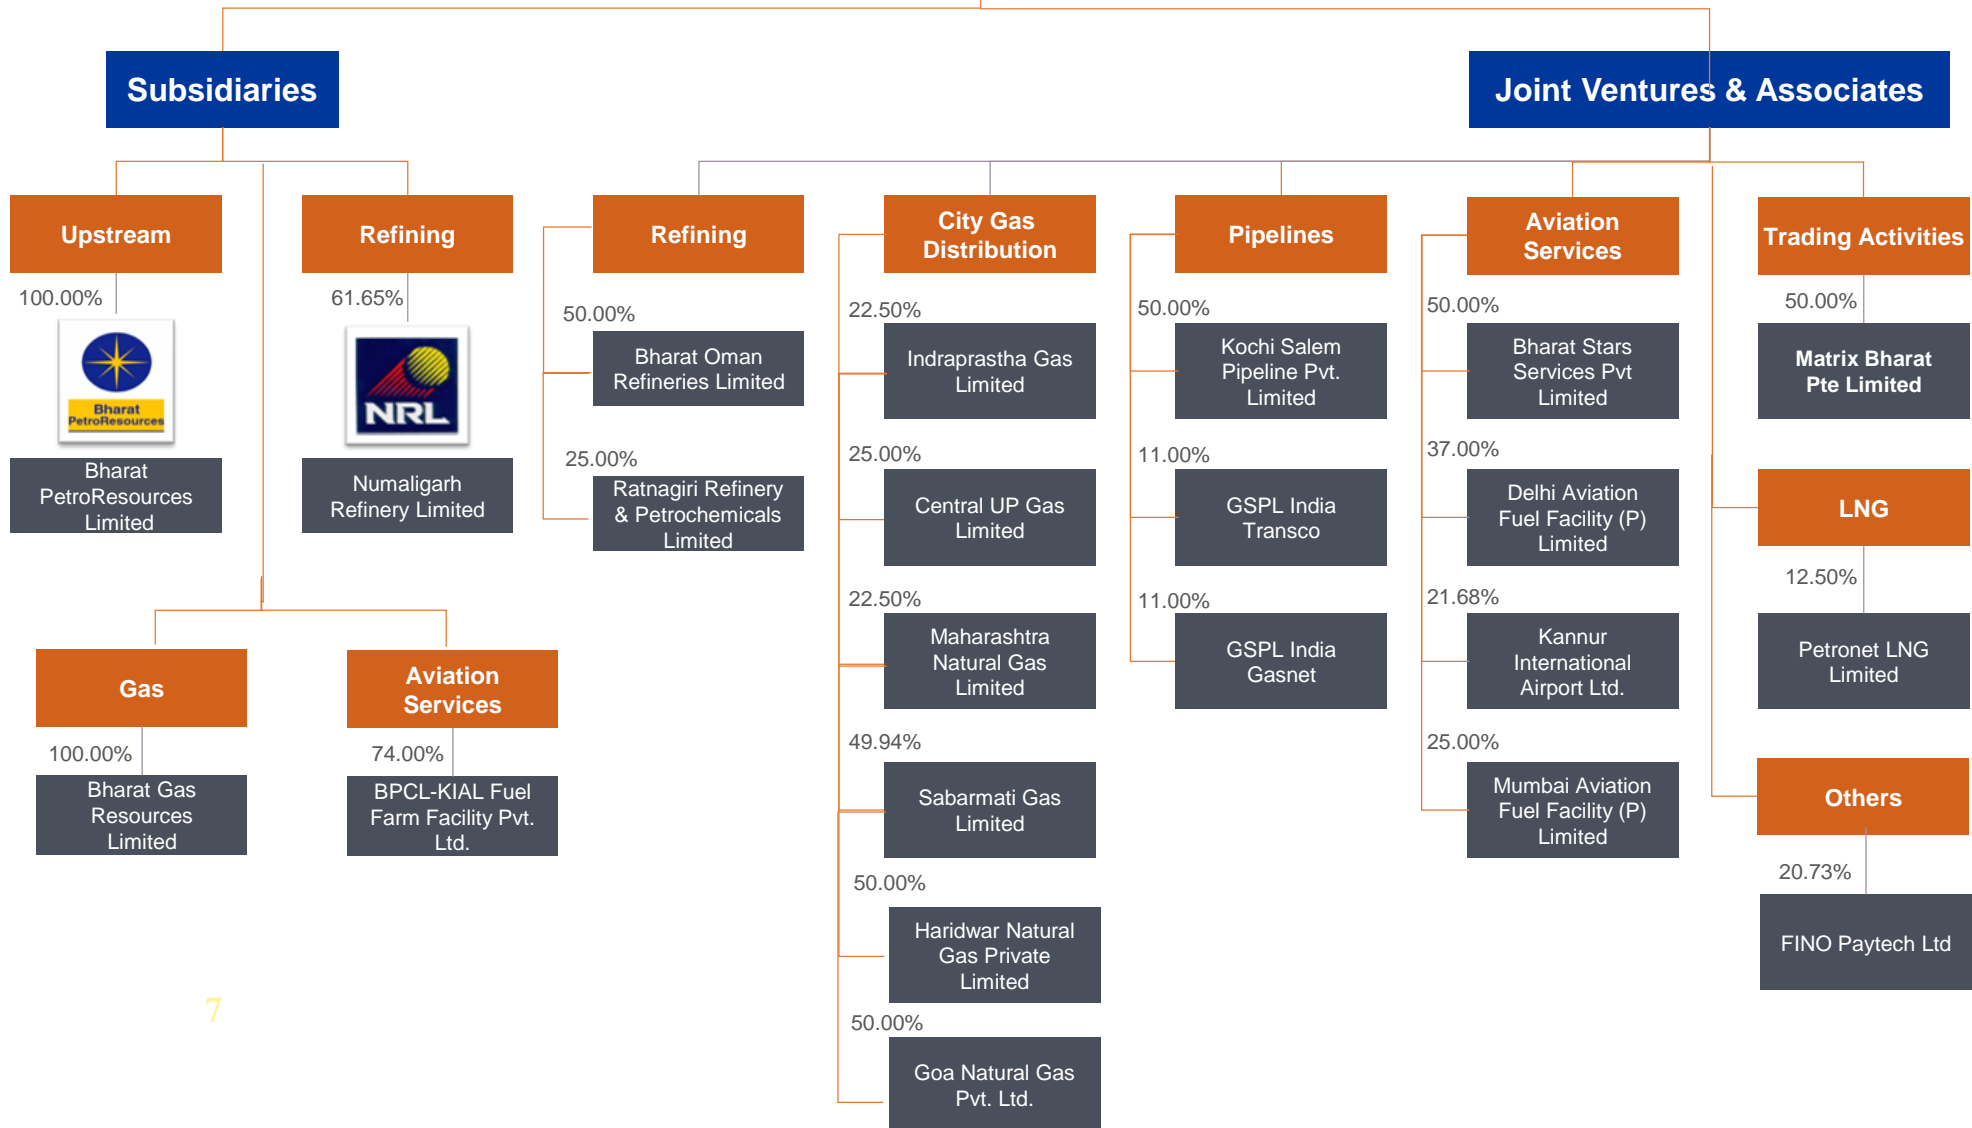 Subsidiaries
Joint Ventures & Associates
Upstream
100.00%
Bharat
PetroResources
Bharat
PetroResources
Limited
Refining
61.65%
NRL
Numaligarh
Refinery Limited
Gas
100.00%
Bharat Gas
Resources
Limited
Aviation
Services
74.00%
BPCL-KIAL Fuel
Farm Facility Pvt.
Ltd.
Refining
50.00%
Bharat Oman
Refineries Limited
25.00%
Ratnagiri Refinery
& Petrochemicals
Limited
City Gas
Distribution
22.50%
Indraprastha Gas
Limited
25.00%
Central UP Gas
Limited
22.50%
Maharashtra
Natural Gas
Limited
49.94%
Sabarmati Gas
Limited
50.00%
Haridwar Natural
Gas Private
Limited
50.00%
Goa Natural Gas
Pvt. Ltd.
Pipelines
50.00%
Kochi Salem
Pipeline Pvt.
Limited
11.00%
GSPL India
Transco
11.00%
GSPL India
Gasnet
Aviation
Services
50.00%
Bharat Stars
Services Pvt
Limited
37.00%
Delhi Aviation
Fuel Facility (P)
Limited
21.68%
Kannur
International
Airport Ltd.
25.00%
Mumbai Aviation
Fuel Facility (P)
Limited
Trading Activities
50.00%
Matrix Bharat
Pte Limited
LNG
12.50%
Petronet LNG
Limited
Others
20.73%
FINO Paytech Ltd
7